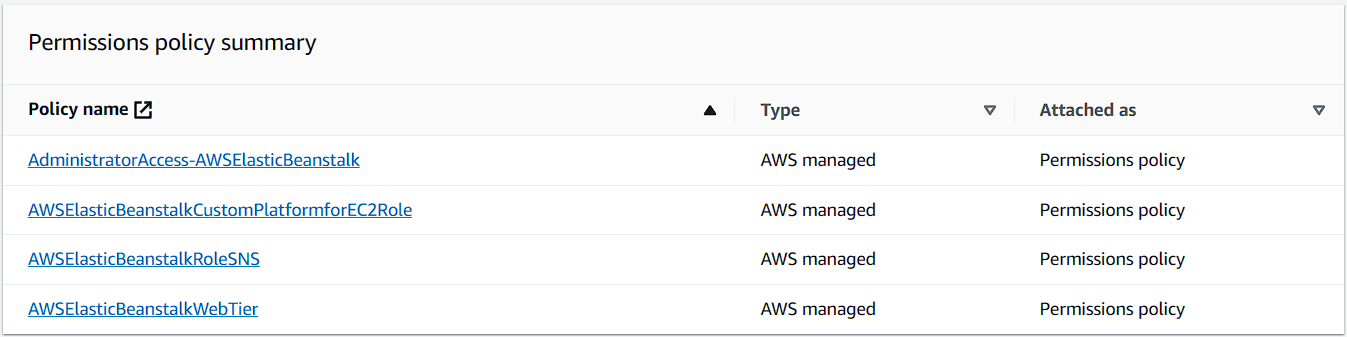 Permissions policy summary
Policy name Type Attached as
AdministratorAccess-AWSElasticBeanstalk AWS managed Permissions policy
AWSElasticBeanstalkCustomPlatformforEC2Role AWS managed Permissions policy
AWSElasticBeanstalkRoleSNS AWS managed Permissions policy
AWSElasticBeanstalkWebTier AWS managed Permissions policy